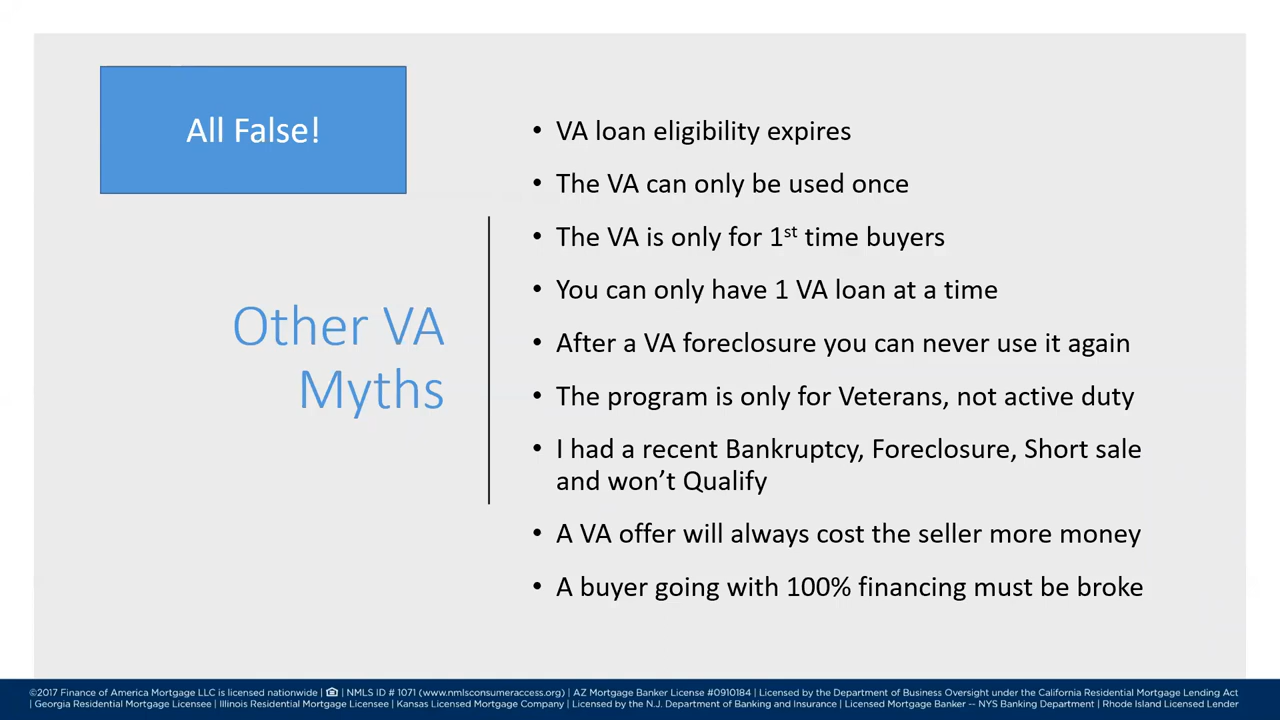 All False!
Other VA
Myths
• VA loan eligibility expires
• The VA can only be used once
• The VA is only for 1st time buyers
• You can only have 1 VA loan at a time
• After a VA foreclosure you can never use it again
• The program is only for Veterans, not active duty
• I had a recent Bankruptcy, Foreclosure, Short sale
and won’t Qualify
• A VA offer will always cost the seller more money
• A buyer going with 100% financing must be broke
©2017 Finance of America Mortgage LLC is licensed nationwide | NMLS ID # 1071 (www.nmlsconsumeraccess.org) | AZ Mortgage Banker License #0910184 | Licensed by the Department of Business Oversight under the California Residential Mortgage Lending Act
| Georgia Residential Mortgage Licensee | Illinois Residential Mortgage Licensee | Kansas Licensed Mortgage Company | Licensed by the N.J. Department of Banking and Insurance | Licensed Mortgage Banker -- NYS Banking Department | Rhode Island Licensed Lender